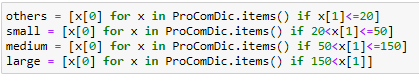 others = [x[0] for x in ProComDic.items() if x[1]<=20]
small = [x[0] for x in ProComDic.items() if 20<x[1]<=50]
medium = [x[0] for x in ProComDic.items() if 50<x[1]<=150]
large = [x[0] for x in ProComDic.items() if 150<x[1]]